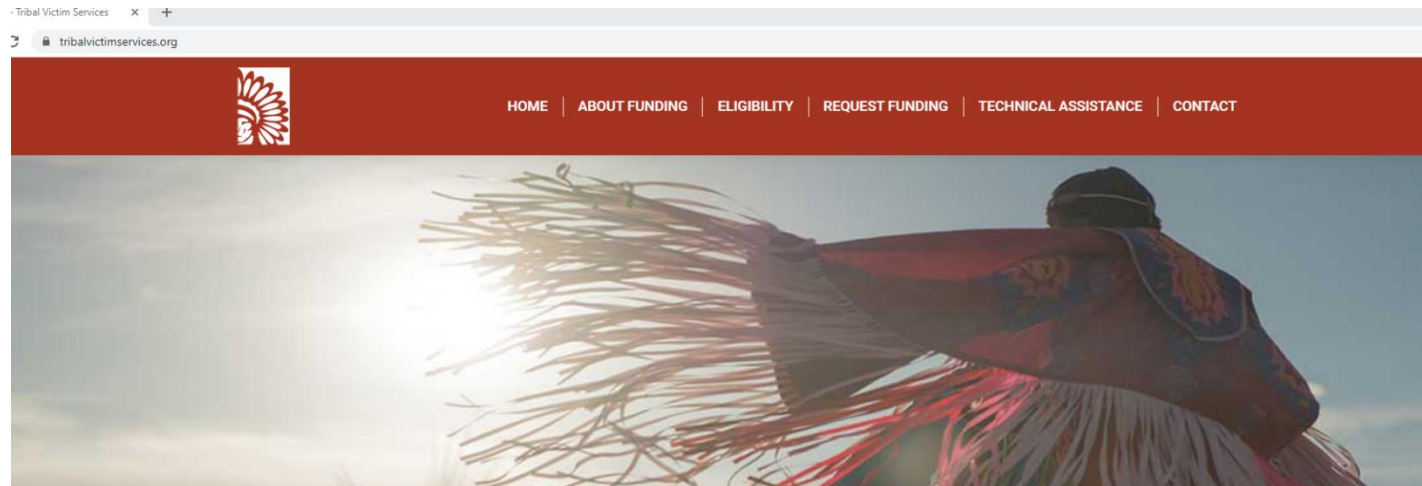 - Tribal Victim Services
tribalvictimservices.org
HOME
ABOUT FUNDING
ELIGIBILITY
REQUEST FUNDING
TECHNICAL ASSISTANCE
CONTACT